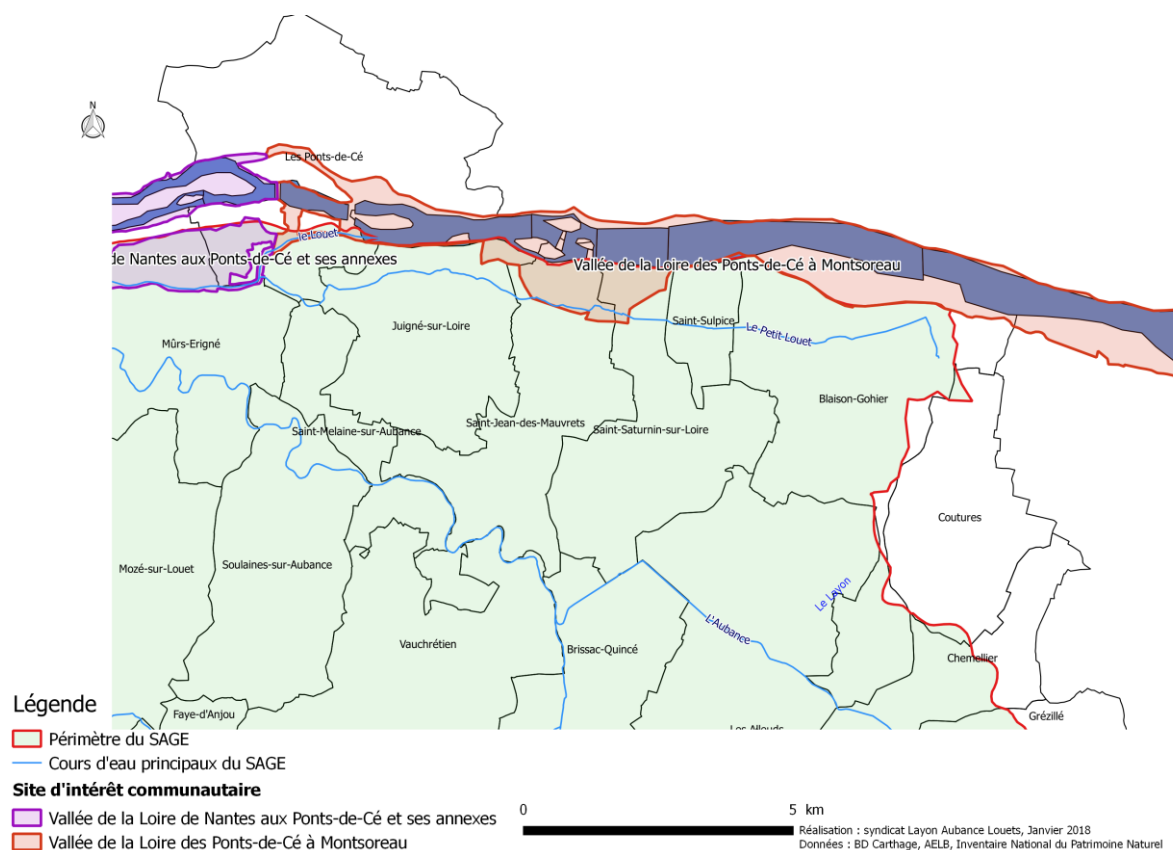 N
Les Ponts-de-Cé
le Louet
de Nantes aux Ponts-de-Cé et ses annexes
Vallée de la Loire des Ponts-de-Cé à Montsoreau
Juigné-sur-Loire
Saint-Sulpice
Le Petit-Louet
Mûrs-Erigné
Blaison-Gohier
Saint-Melaine-sur-Aubance
Saint-Jean-des-Mauvrets
Saint-Saturnin-sur-Loire
Coutures
Mozé-sur-Louet
Soulaines-sur-Aubance
Le Layon
L'Aubance
Vauchrétien
Brissac-Quincé
Chemellier
Faye-d'Anjou
Grézillé
Les Alleuds
Légende
Périmètre du SAGE
Cours d'eau principaux du SAGE
Site d'intérêt communautaire
Vallée de la Loire de Nantes aux Ponts-de-Cé et ses annexes
Vallée de la Loire des Ponts-de-Cé à Montsoreau
0 5 km
Réalisation : syndicat Layon Aubance Louets, Janvier 2018
Données : BD Carthage, AELB, Inventaire National du Patrimoine Naturel